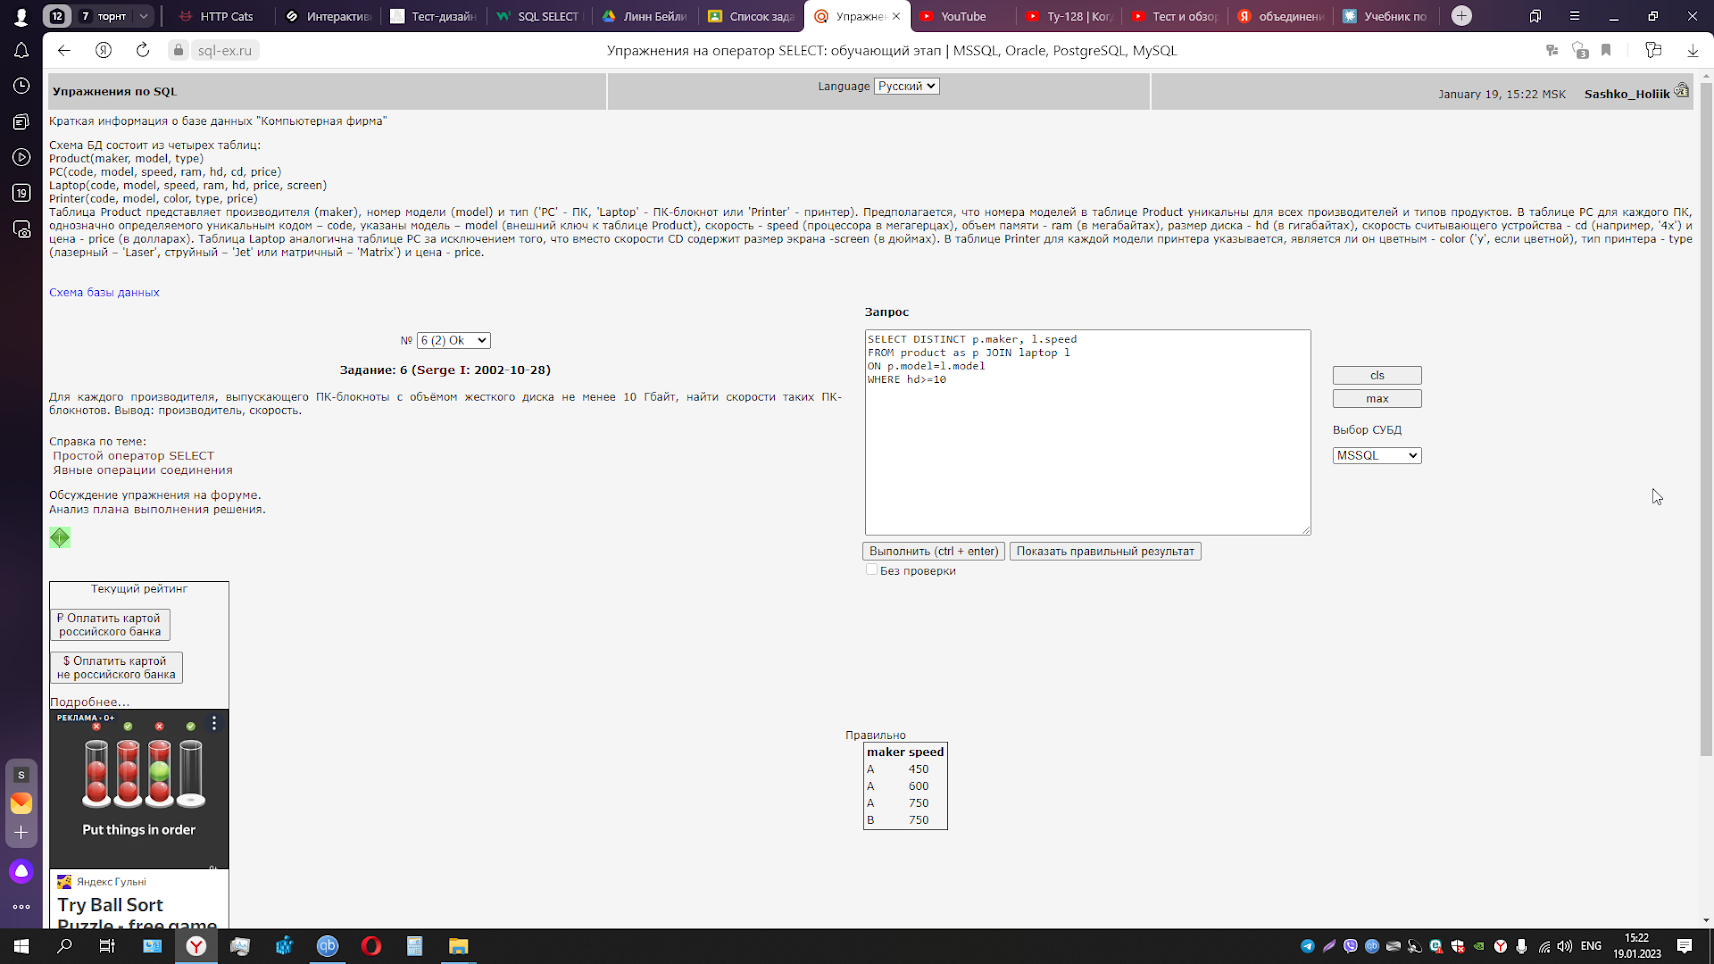 12
7 торнт
HTTP Cats
Интерактив
Тест-дизайн
SQL SELECT
Линн Бейли
Список зада
Упражнен
YouTube
Ту-128 | Ког
Тест и обзор
объединени
Учебник по
sql-ex.ru
Упражнения на оператор SELECT: обучающий этап | MSSQL, Oracle, PostgreSQL, MySQL
3
Упражнения по SQL
Language Русский
January 19, 15:22 MSK Sashko_Holiik
Краткая информация о базе данных "Компьютерная фирма"
Схема БД состоит из четырех таблиц:
Product(maker, model, type)
PC(code, model, speed, ram, hd, cd, price)
Laptop(code, model, speed, ram, hd, price, screen)
Printer(code, model, color, type, price)
Таблица Product представляет производителя (maker), номер модели (model) и тип ('PC' - ПК, 'Laptop' - ПК-блокнот или 'Printer' - принтер). Предполагается, что номера моделей в таблице Product уникальны для всех производителей и типов продуктов. В таблице PC для каждого ПК,
однозначно определяемого уникальным кодом – code, указаны модель – model (внешний ключ к таблице Product), скорость - speed (процессора в мегагерцах), объем памяти - ram (в мегабайтах), размер диска - hd (в гигабайтах), скорость считывающего устройства - cd (например, '4x') и
цена - price (в долларах). Таблица Laptop аналогична таблице РС за исключением того, что вместо скорости CD содержит размер экрана -screen (в дюймах). В таблице Printer для каждой модели принтера указывается, является ли он цветным - color ('y', если цветной), тип принтера - type
(лазерный – 'Laser', струйный – 'Jet' или матричный – 'Matrix') и цена - price.
Схема базы данных
Запрос
№ 6 (2) Ok
Задание: 6 (Serge I: 2002-10-28)
Для каждого производителя, выпускающего ПК-блокноты c объёмом жесткого диска не менее 10 Гбайт, найти скорости таких ПК-
блокнотов. Вывод: производитель, скорость.
Справка по теме:
Простой оператор SELECT
Явные операции соединения
Обсуждение упражнения на форуме.
Анализ плана выполнения решения.
SELECT DISTINCT p.maker, l.speed
FROM product as p JOIN laptop l
ON p.model=l.model
WHERE hd>=10
cls
max
Выбор СУБД
MSSQL
Выполнить (ctrl + enter)
Показать правильный результат
Без проверки
Текущий рейтинг
₽ Оплатить картой
российского банка
$ Оплатить картой
не российского банка
Подробнее...
РЕКЛАМА • 0+
Put things in order
Яндекс Гульні
Try Ball Sort
Puzzle - free game
Правильно
maker speed
A 450
A 600
A 750
B 750
19
S
ENG
15:22
19.01.2023